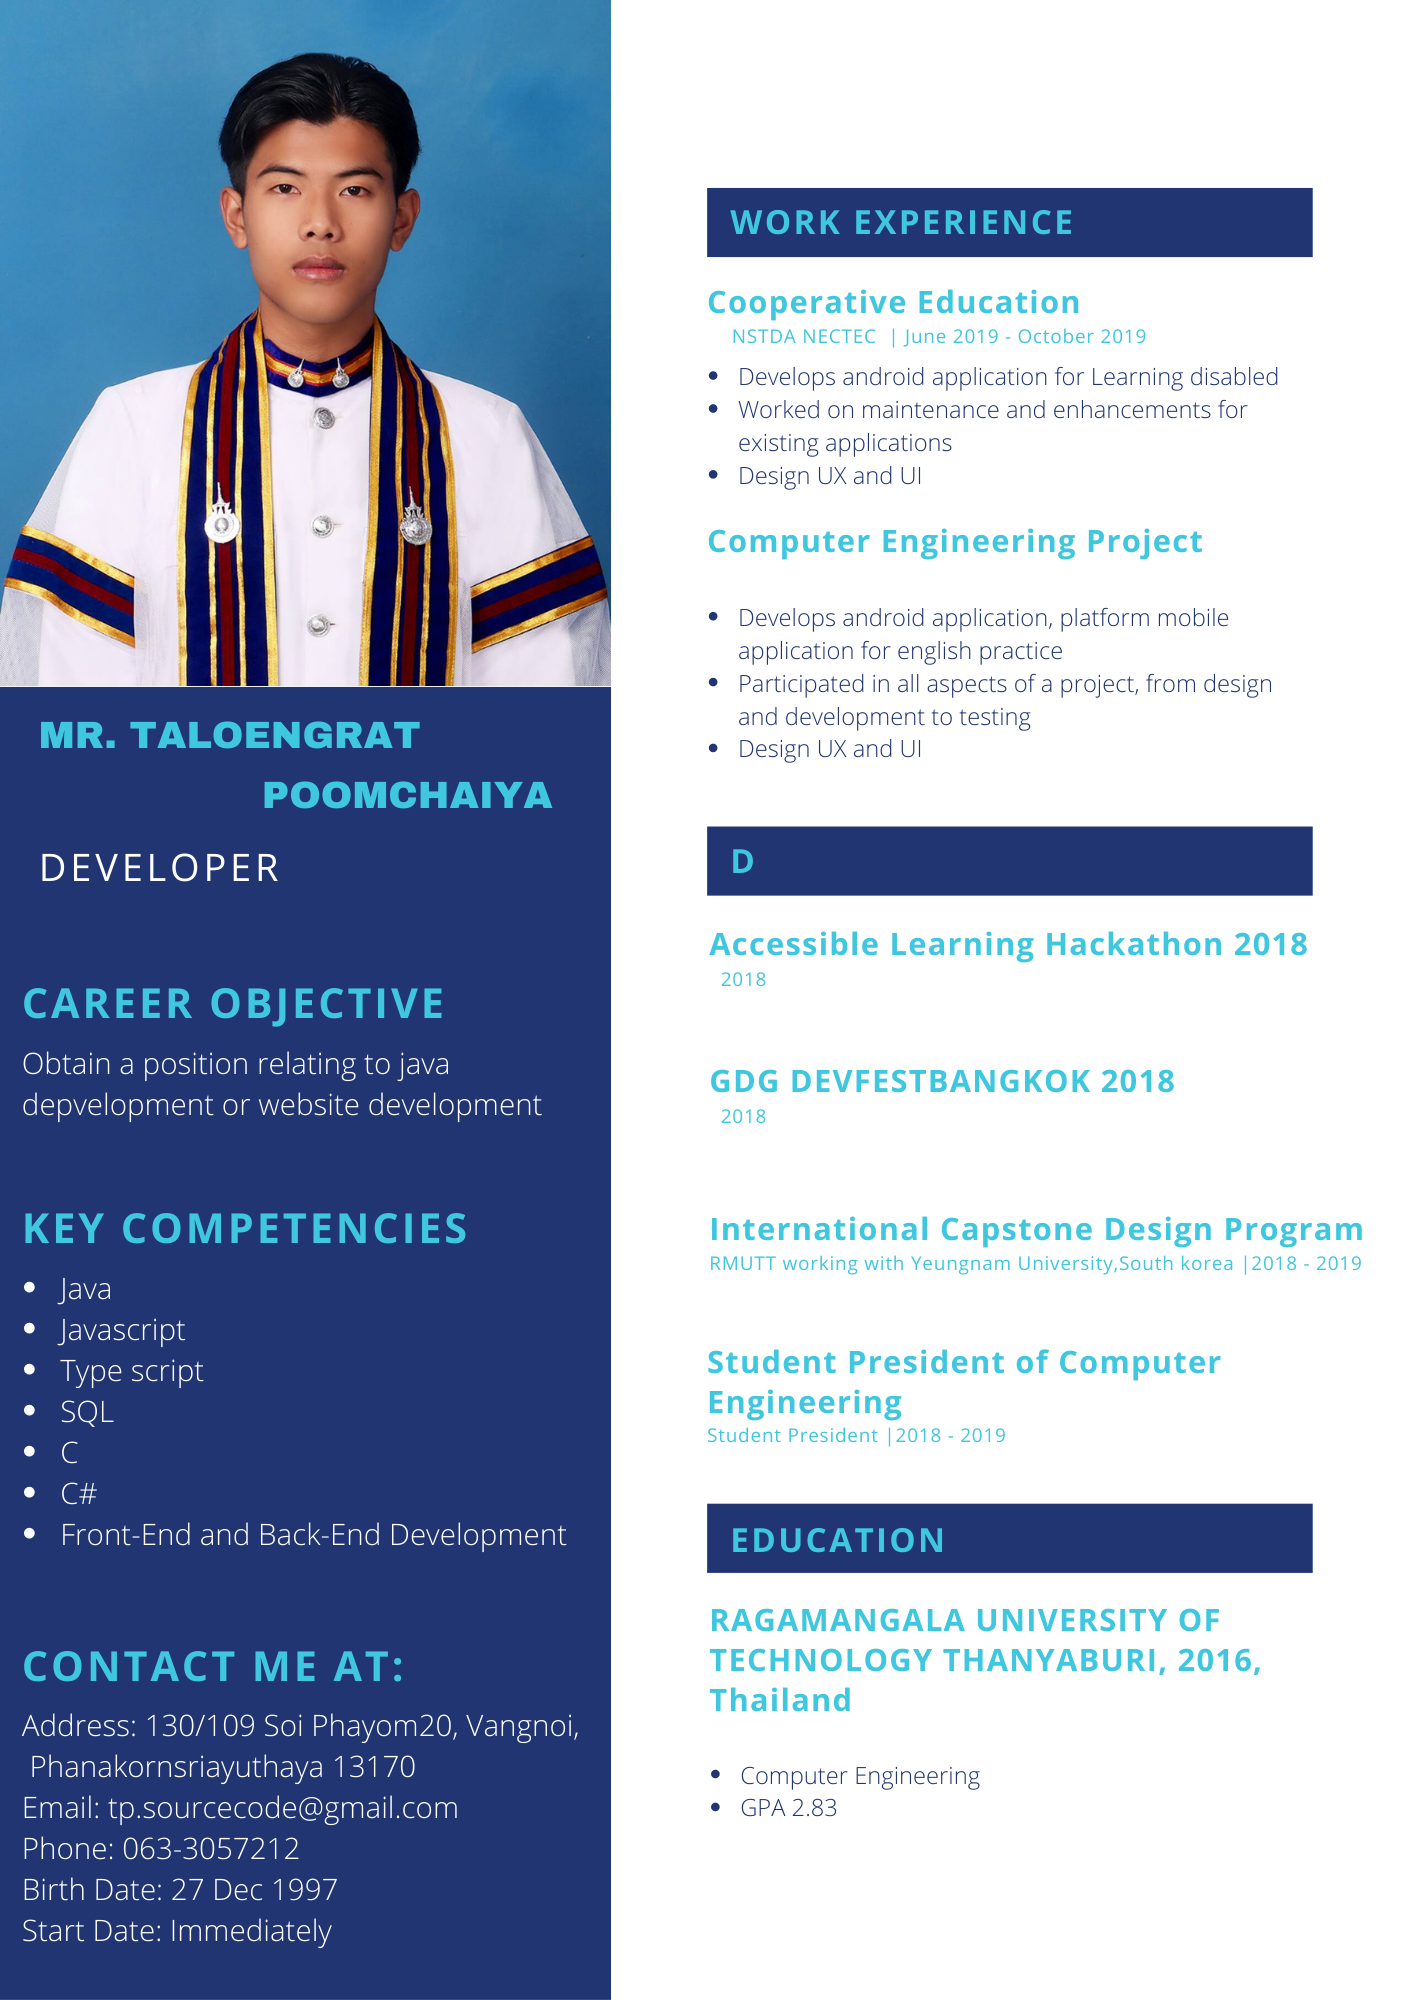 MR. TALOENGRAT
POOMCHAIYA
DEVELOPER
CAREER OBJECTIVE
Obtain a position relating to java
depvelopment or website development
KEY COMPETENCIES
• Java
• Javascript
• Type script
• SQL
• C
• C#
• Front-End and Back-End Development
CONTACT ME AT:
Address: 130/109 Soi Phayom20, Vangnoi,
Phanakornsriayuthaya 13170
Email: tp.sourcecode@gmail.com
Phone: 063-3057212
Birth Date: 27 Dec 1997
Start Date: Immediately
WORK EXPERIENCE
Cooperative Education
NSTDA NECTEC | June 2019 - October 2019
• Develops android application for Learning disabled
• Worked on maintenance and enhancements for
existing applications
• Design UX and UI
Computer Engineering Project
• Develops android application, platform mobile
application for english practice
• Participated in all aspects of a project, from design
and development to testing
• Design UX and UI
D
Accessible Learning Hackathon 2018
2018
GDG DEVFESTBANGKOK 2018
2018
International Capstone Design Program
RMUTT working with Yeungnam University,South korea |2018 - 2019
Student President of Computer
Engineering
Student President |2018 - 2019
EDUCATION
RAGAMANGALA UNIVERSITY OF
TECHNOLOGY THANYABURI, 2016,
Thailand
• Computer Engineering
• GPA 2.83